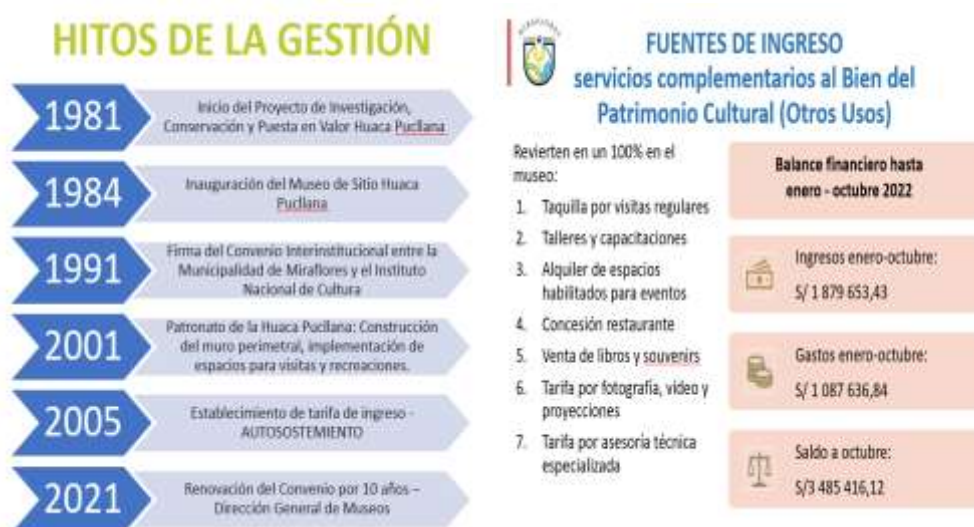 HITOS DE LA GESTIÓN
1981
Inicio del Proyecto de Investigación,
Conservación y Puesta en Valor Huaca Pucllana
1984
Inauguración del Museo de Sitio Huaca
Pucllana
1991
Firma del Convenio Interinstitucional entre la
Municipalidad de Miraflores y el Instituto
Nacional de Cultura
2001
Patronato de la Huaca Pucllana: Construcción
del muro perimetral, implementación de
espacios para visitas y recreaciones.
2005
Establecimiento de tarifa de ingreso -
AUTOSOSTEMIENTO
2021
Renovación del Convenio por 10 años –
Dirección General de Museos
MIRAFLORES
FUENTES DE INGRESO
servicios complementarios al Bien del
Patrimonio Cultural (Otros Usos)
Revierten en un 100% en el
museo:
1. Taquilla por visitas regulares
2. Talleres y capacitaciones
3. Alquiler de espacios
habilitados para eventos
4. Concesión restaurante
5. Venta de libros y souvenirs
6. Tarifa por fotografía, video y
proyecciones
7. Tarifa por asesoría técnica
especializada
Balance financiero hasta
enero - octubre 2022
Ingresos enero-octubre:
S/ 1 879 653,43
Gastos enero-octubre:
S/ 1 087 636,84
Saldo a octubre:
S/3 485 416,12